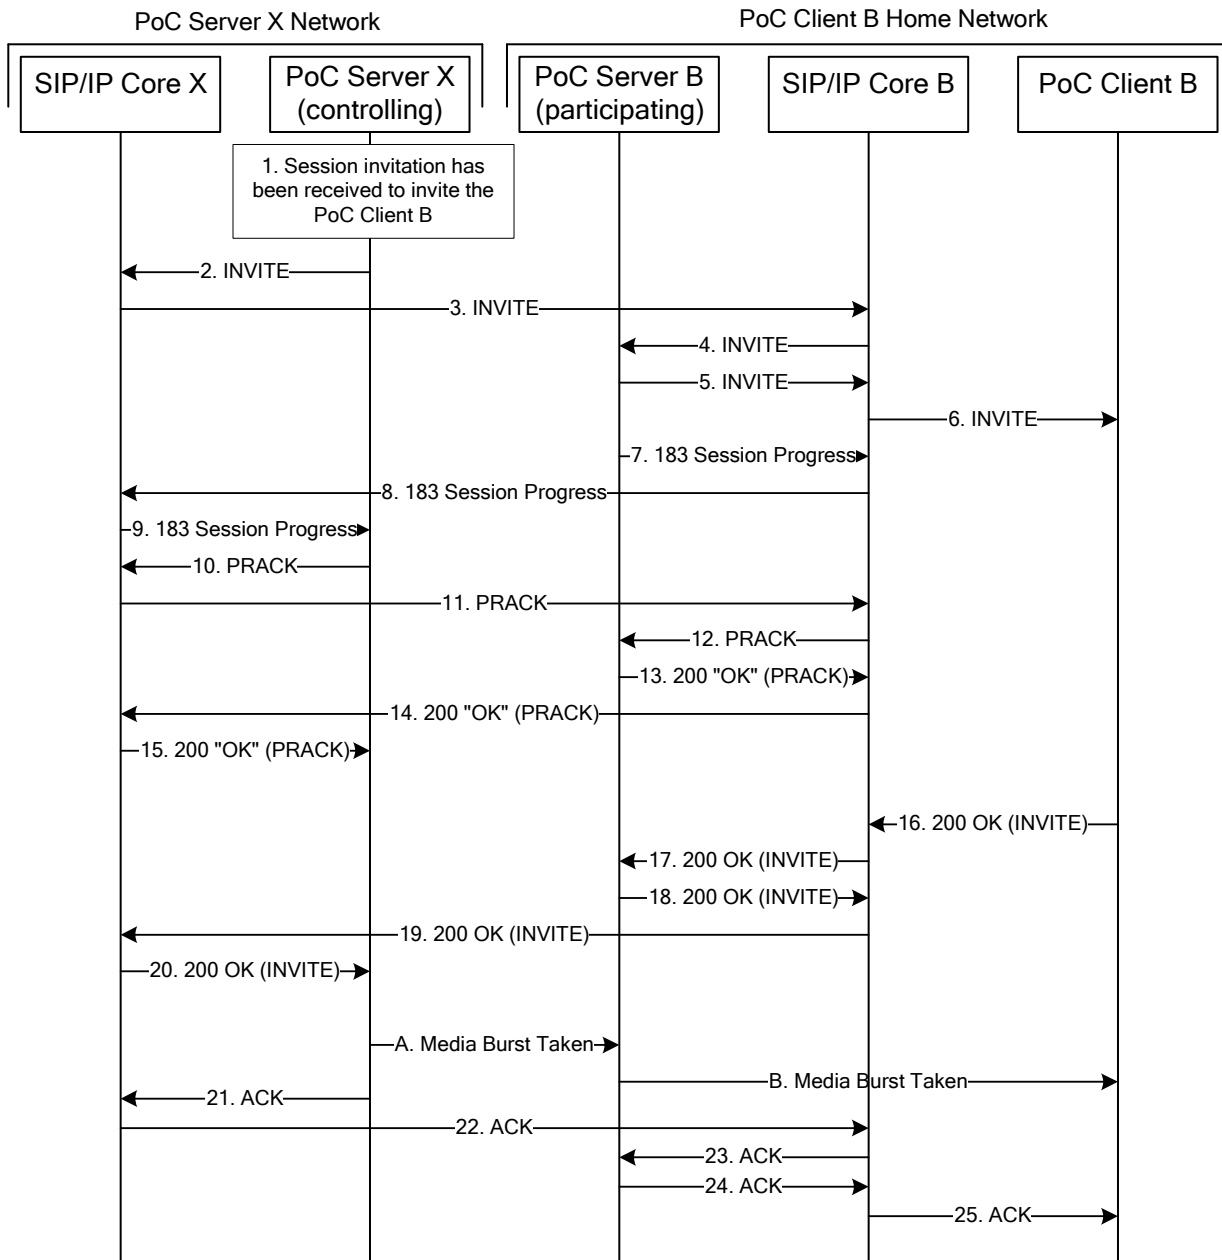 PoC Server X Network
PoC Client B Home Network
SIP/IP Core X
PoC Server X
(controlling)
PoC Server B
(participating)
SIP/IP Core B
PoC Client B
1. Session invitation has
been received to invite the
PoC Client B
2. INVITE
3. INVITE
4. INVITE
5. INVITE
6. INVITE
7. 183 Session Progress
8. 183 Session Progress
9. 183 Session Progress
10. PRACK
11. PRACK
12. PRACK
13. 200 "OK" (PRACK)
14. 200 "OK" (PRACK)
15. 200 "OK" (PRACK)
16. 200 OK (INVITE)
17. 200 OK (INVITE)
18. 200 OK (INVITE)
19. 200 OK (INVITE)
20. 200 OK (INVITE)
A. Media Burst Taken
B. Media Burst Taken
21. ACK
22. ACK
23. ACK
24. ACK
25. ACK